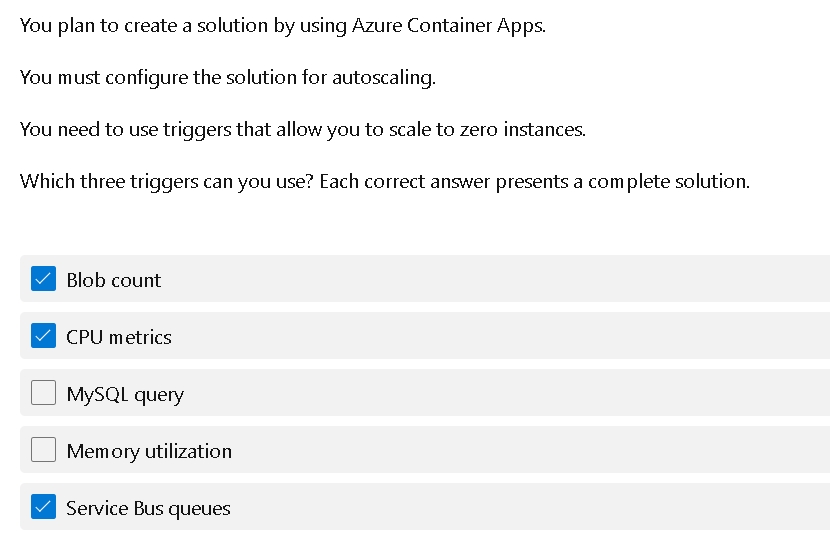 You plan to create a solution by using Azure Container Apps.
You must configure the solution for autoscaling.
You need to use triggers that allow you to scale to zero instances.
Which three triggers can you use? Each correct answer presents a complete solution.
Blob count
CPU metrics
MySQL query
Memory utilization
Service Bus queues